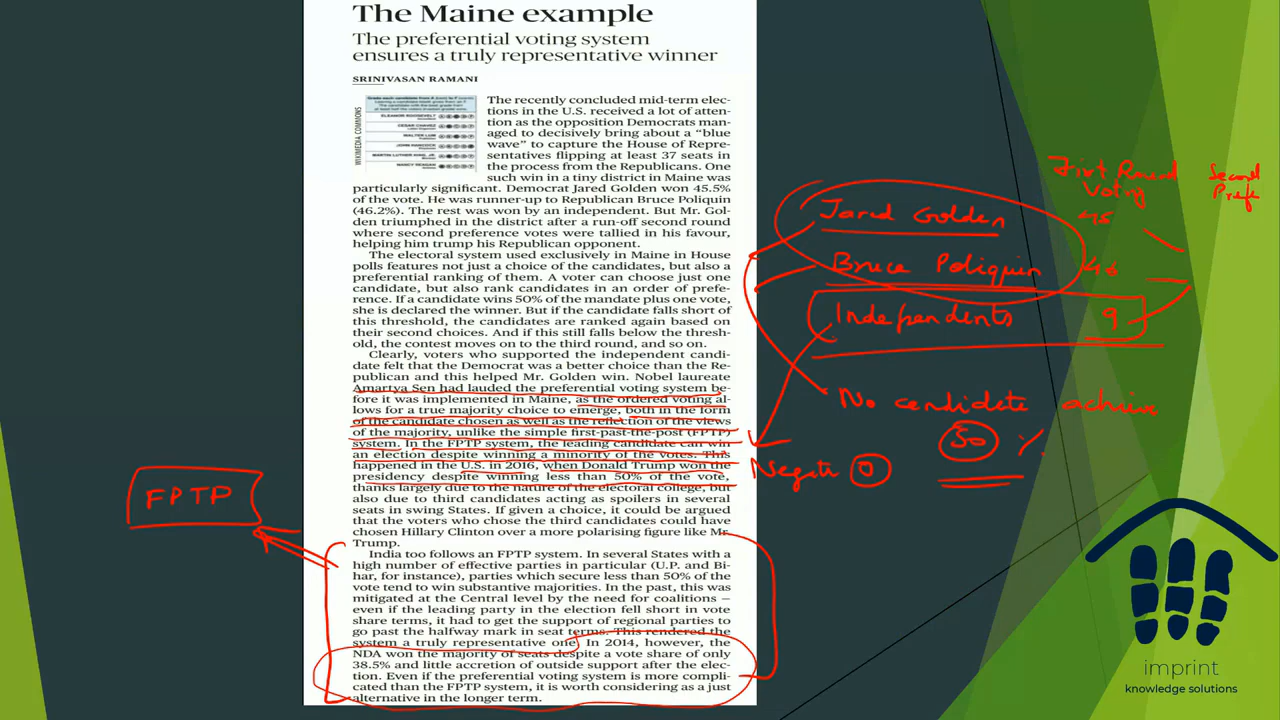 The Maine example
The preferential voting system
ensures a truly representative winner
SRINIVASAN RAMANI
ELEANOR ROOSEVELT
CESAR CHAVEZ
WALTER LUM
JOHN HANCOCK
MARTIN LUTHER KING, JR.
NANCY REAGAN
WIKIMEDIA COMMONS
The recently concluded mid-term elec-
tions in the U.S. received a lot of atten-
tion as the opposition Democrats man-
aged to decisively bring about a “blue
wave” to capture the House of Repre-
sentatives flipping at least 37 seats in
the process from the Republicans. One
such win in a tiny district in Maine was
particularly significant. Democrat Jared Golden won 45.5%
of the vote. He was runner-up to Republican Bruce Poliquin
(46.2%). The rest was won by an independent. But Mr. Gol-
den triumphed in the district after a run-off second round
where second preference votes were tallied in his favour,
helping him trump his Republican opponent.
The electoral system used exclusively in Maine in House
polls features not just a choice of the candidates, but also a
preferential ranking of them. A voter can choose just one
candidate, but also rank candidates in an order of prefe-
rence. If a candidate wins 50% of the mandate plus one vote,
she is declared the winner. But if the candidate falls short of
this threshold, the candidates are ranked again based on
their second choices. And if this still falls below the thresh-
old, the contest moves on to the third round, and so on.
Clearly, voters who supported the independent candi-
date felt that the Democrat was a better choice than the Re-
publican and this helped Mr. Golden win. Nobel laureate
Amartya Sen had lauded the preferential voting system be-
fore it was implemented in Maine, as the ordered voting al-
lows for a true majority choice to emerge, both in the form
of the candidate chosen as well as the reflection of the views
of the majority, unlike the simple first-past-the-post (FPTP)
system. In the FPTP system, the leading candidate can win
an election despite winning a minority of the votes. This
happened in the U.S. in 2016, when Donald Trump won the
presidency despite winning less than 50% of the vote,
thanks largely due to the nature of the electoral college, but
also due to third candidates acting as spoilers in several
seats in swing States. If given a choice, it could be argued
that the voters who chose the third candidates could have
chosen Hillary Clinton over a more polarising figure like Mr.
Trump.
India too follows an FPTP system. In several States with a
high number of effective parties in particular (U.P. and Bi-
har, for instance), parties which secure less than 50% of the
vote tend to win substantive majorities. In the past, this was
mitigated at the Central level by the need for coalitions —
even if the leading party in the election fell short in vote
share terms, it had to get the support of regional parties to
go past the halfway mark in seat terms. This rendered the
system a truly representative one. In 2014, however, the
NDA won the majority of seats despite a vote share of only
38.5% and little accretion of outside support after the elec-
tion. Even if the preferential voting system is more compli-
cated than the FPTP system, it is worth considering as a just
alternative in the longer term.
FPTP
First Round
Voting
Second
Prefe
Jared Golden 45
Bruce Poliquin 46
Independents 9
No candidate achieve
50 %
Negate
imprint
knowledge solutions